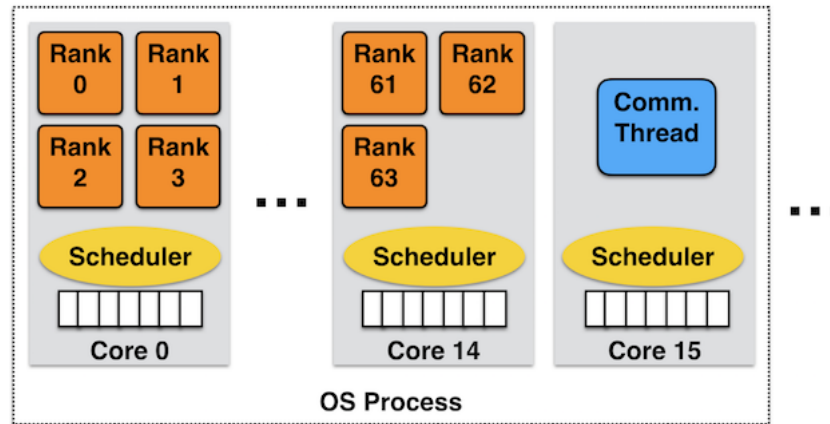 Rank
0
Rank
1
Rank
2
Rank
3
Scheduler
Core 0
...
Rank
61
Rank
62
Rank
63
Scheduler
Core 14
Comm.
Thread
Scheduler
Core 15
OS Process
..